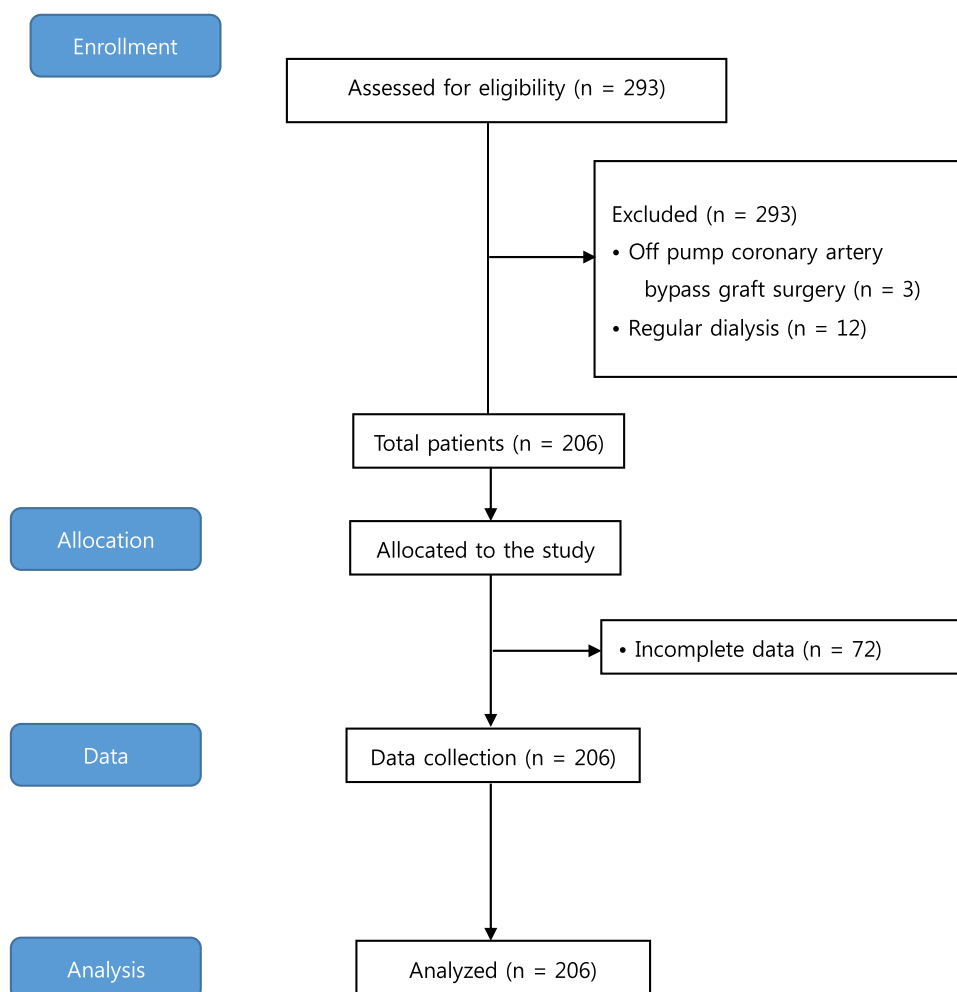 Enrollment
Assessed for eligibility (n = 293)
Excluded (n = 293)
• Off pump coronary artery
bypass graft surgery (n = 3)
• Regular dialysis (n = 12)
Total patients (n = 206)
Allocation
Allocated to the study
• Incomplete data (n = 72)
Data
Data collection (n = 206)
Analysis
Analyzed (n = 206)